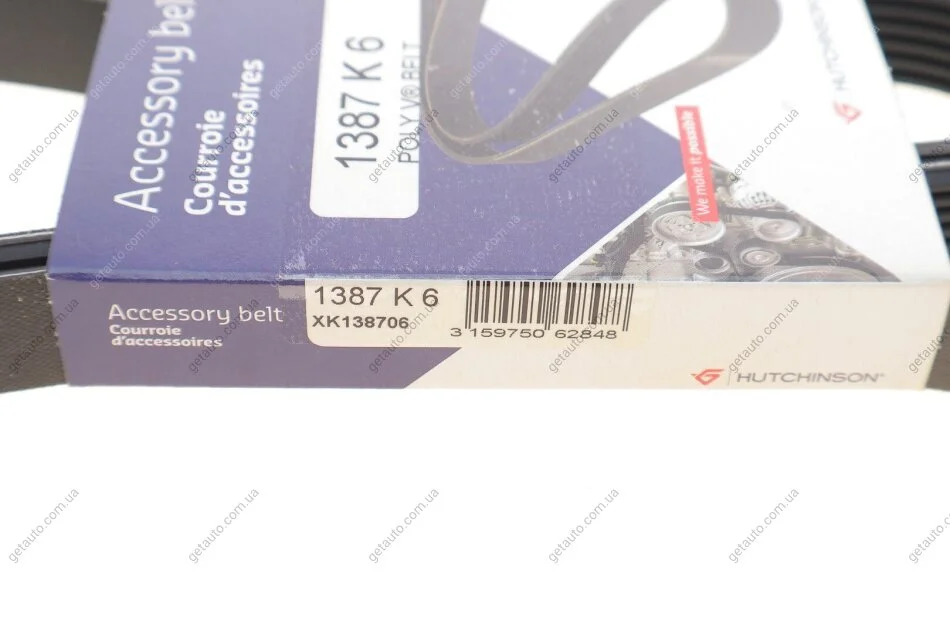 Accessory belt
Courroie
d'accessoires
1387 K 6
POLY V® BELT
We make it possible
HUTCHINSON
Accessory belt
Courroie
d'accessoires
1387 K 6
XK138706
3 159750 62848
HUTCHINSON®
getauto.com.ua